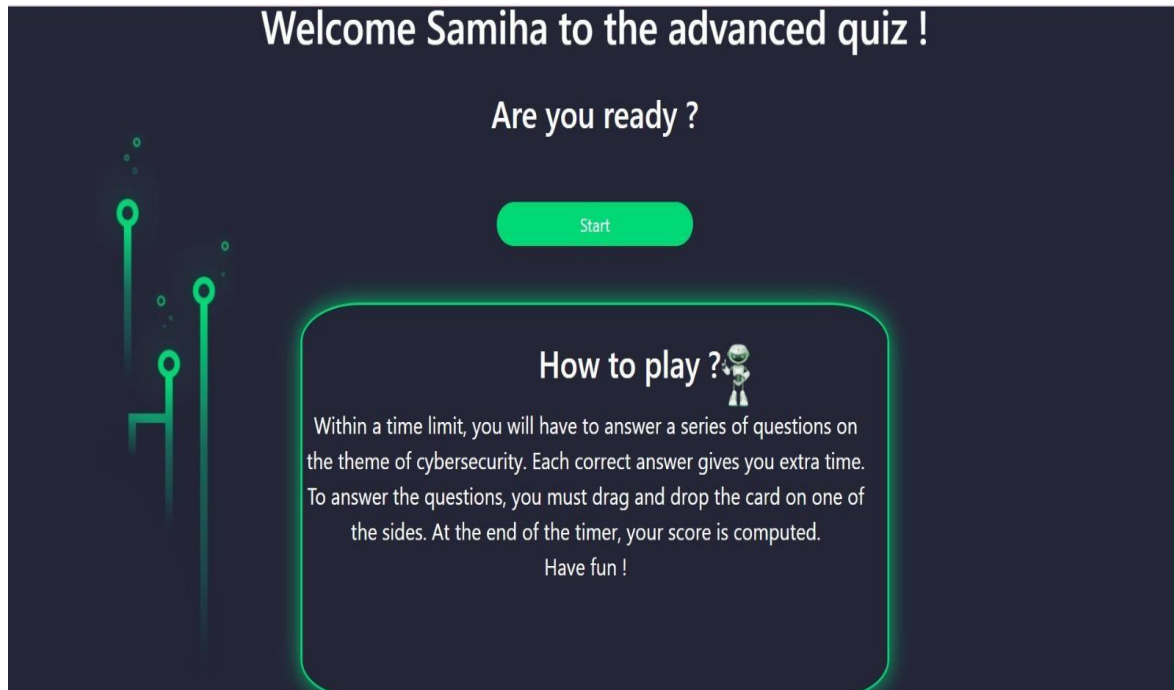 Welcome Samiha to the advanced quiz !
Are you ready ?
Start
How to play ?
Within a time limit, you will have to answer a series of questions on
the theme of cybersecurity. Each correct answer gives you extra time.
To answer the questions, you must drag and drop the card on one of
the sides. At the end of the timer, your score is computed.
Have fun !